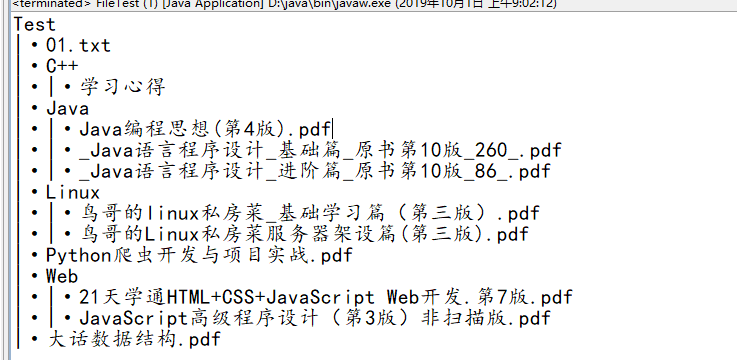 <terminated> FileTest (1) [Java Application] D:\java\bin\javaw.exe (2019年10月1日 上午9:02:12)
Test
|·01.txt
|·C++
|·|·学习心得
|·Java
|·|·Java编程思想(第4版).pdf
|·|·_Java语言程序设计_基础篇_原书第10版_260_.pdf
|·|·_Java语言程序设计_进阶篇_原书第10版_86_.pdf
|·Linux
|·|·鸟哥的linux私房菜_基础学习篇（第三版）.pdf
|·|·鸟哥的Linux私房菜服务器架设篇(第三版).pdf
|·Python爬虫开发与项目实战.pdf
|·Web
|·|·21天学通HTML+CSS+JavaScript Web开发.第7版.pdf
|·|·JavaScript高级程序设计（第3版）非扫描版.pdf
|·大话数据结构.pdf